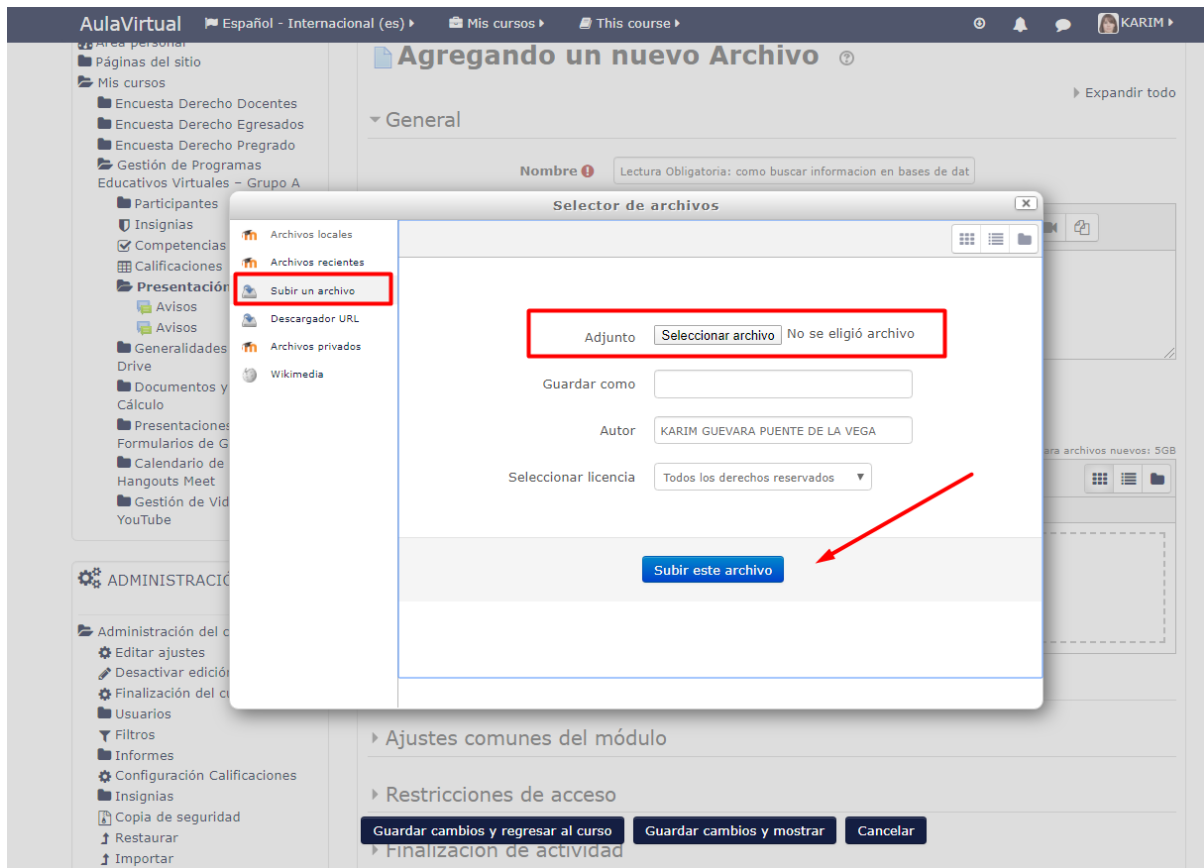 AulaVirtual Español - Internacional (es) Mis cursos This course KARIM
Área personal
Páginas del sitio
Mis cursos
Encuesta Derecho Docentes
Encuesta Derecho Egresados
Encuesta Derecho Pregrado
Gestión de Programas
Educativos Virtuales – Grupo A
Participantes
Insignias
Competencias
Calificaciones
Presentación
Avisos
Avisos
Generalidades
Drive
Documentos y
Cálculo
Presentaciones
Formularios de G
Calendario de
Hangouts Meet
Gestión de Vid
YouTube
ADMINISTRACIÓ
Administración del c
Editar ajustes
Desactivar edición
Finalización del cu
Usuarios
Filtros
Informes
Configuración Calificaciones
Insignias
Copia de seguridad
Restaurar
Importar
Agregando un nuevo Archivo
Expandir todo
General
Nombre
Lectura Obligatoria: como buscar informacion en bases de dat
Selector de archivos
Archivos locales
Archivos recientes
Subir un archivo
Descargador URL
Archivos privados
Wikimedia
Adjunto Seleccionar archivo No se eligió archivo
Guardar como
Autor KARIM GUEVARA PUENTE DE LA VEGA
Seleccionar licencia Todos los derechos reservados
Subir este archivo
ara archivos nuevos: 5GB
Ajustes comunes del módulo
Restricciones de acceso
Guardar cambios y regresar al curso Guardar cambios y mostrar Cancelar
Finalización de actividad